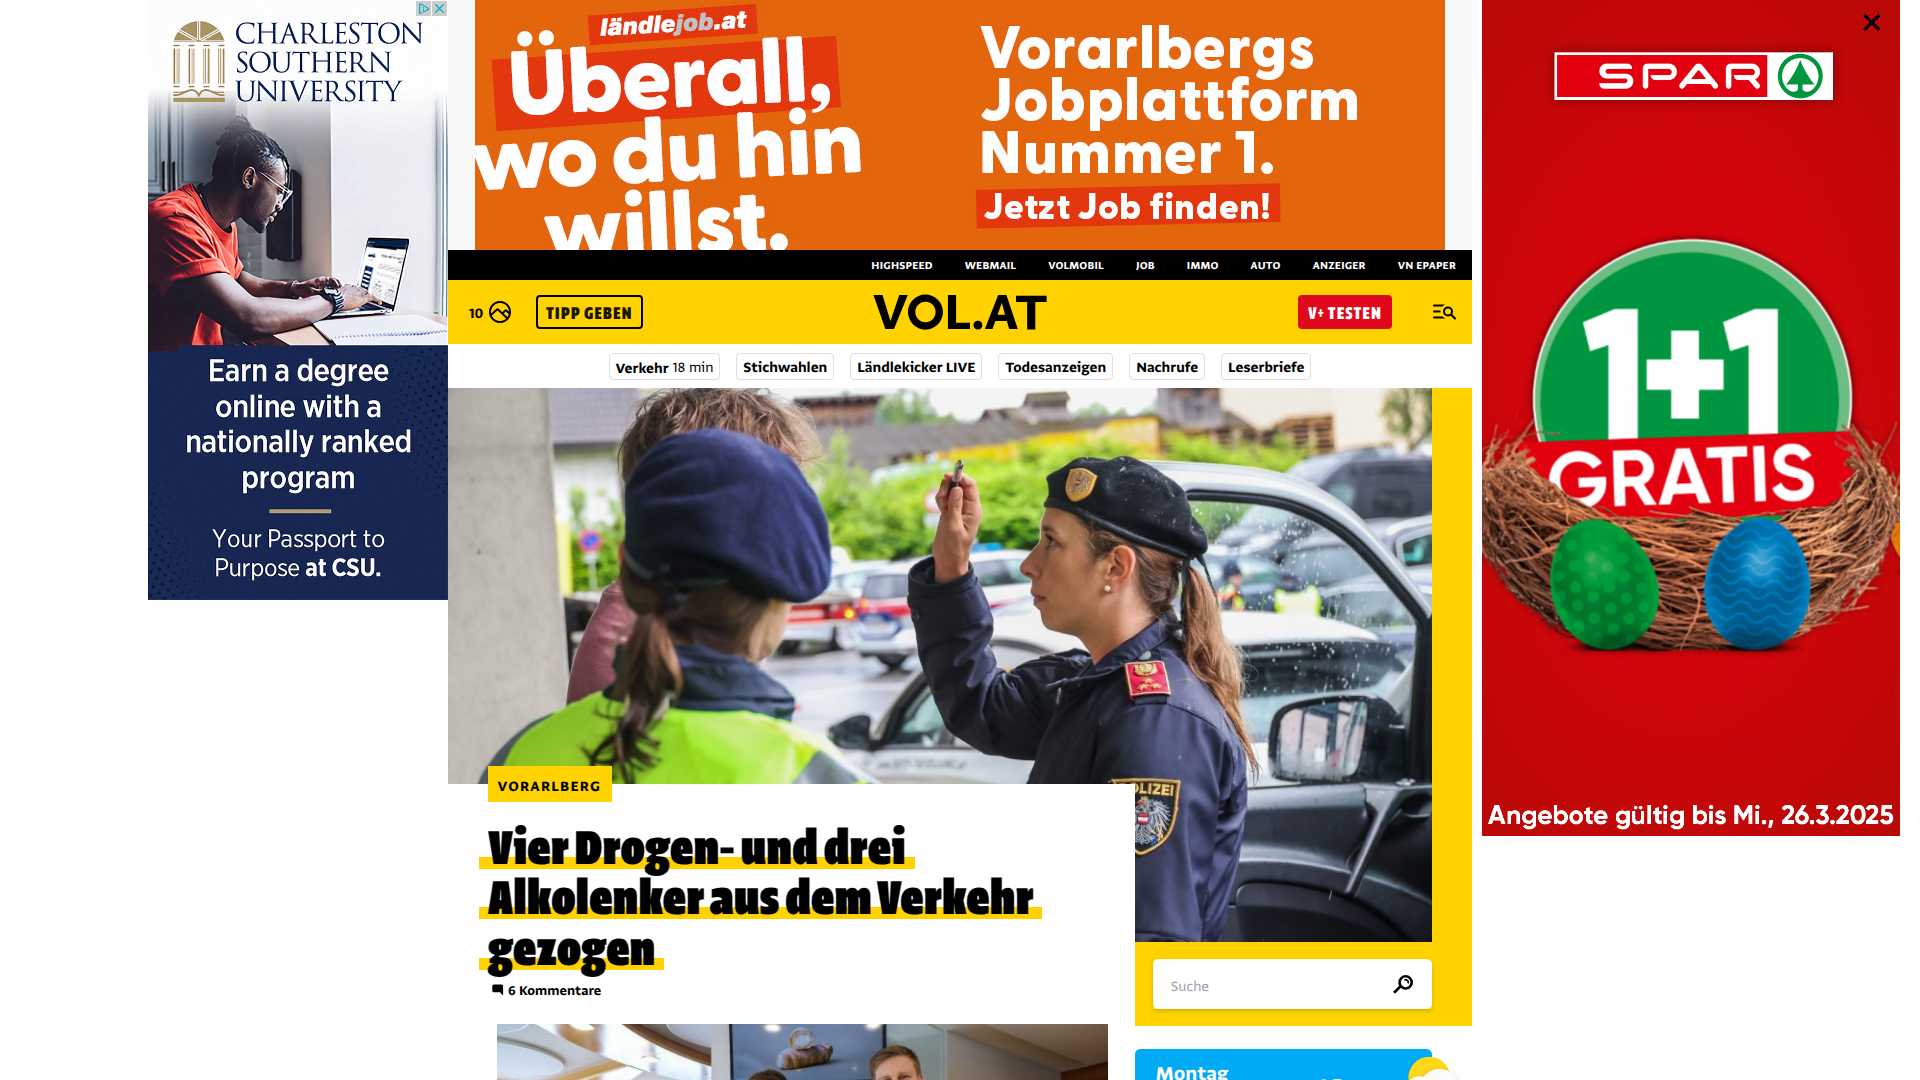 CHARLESTON
SOUTHERN
UNIVERSITY
Earn a degree
online with a
nationally ranked
program
Your Passport to
Purpose at CSU.
ländlejob.at
Überall,
wo du hin
willst.
Vorarlbergs
Jobplattform
Nummer 1.
Jetzt Job finden!
HIGHSPEED WEBMAIL VOLMOBIL JOB IMMO AUTO ANZEIGER VN EPAPER
10 TIPP GEBEN VOL.AT V+ TESTEN
Verkehr 18 min Stichwahlen Ländlekicker LIVE Todesanzeigen Nachrufe Leserbriefe
POLIZEI
VORARLBERG
Vier Drogen- und drei
Alkolenker aus dem Verkehr
gezogen
6 Kommentare
Suche
Montag
SPAR
1+1
GRATIS
Angebote gültig bis Mi., 26.3.2025